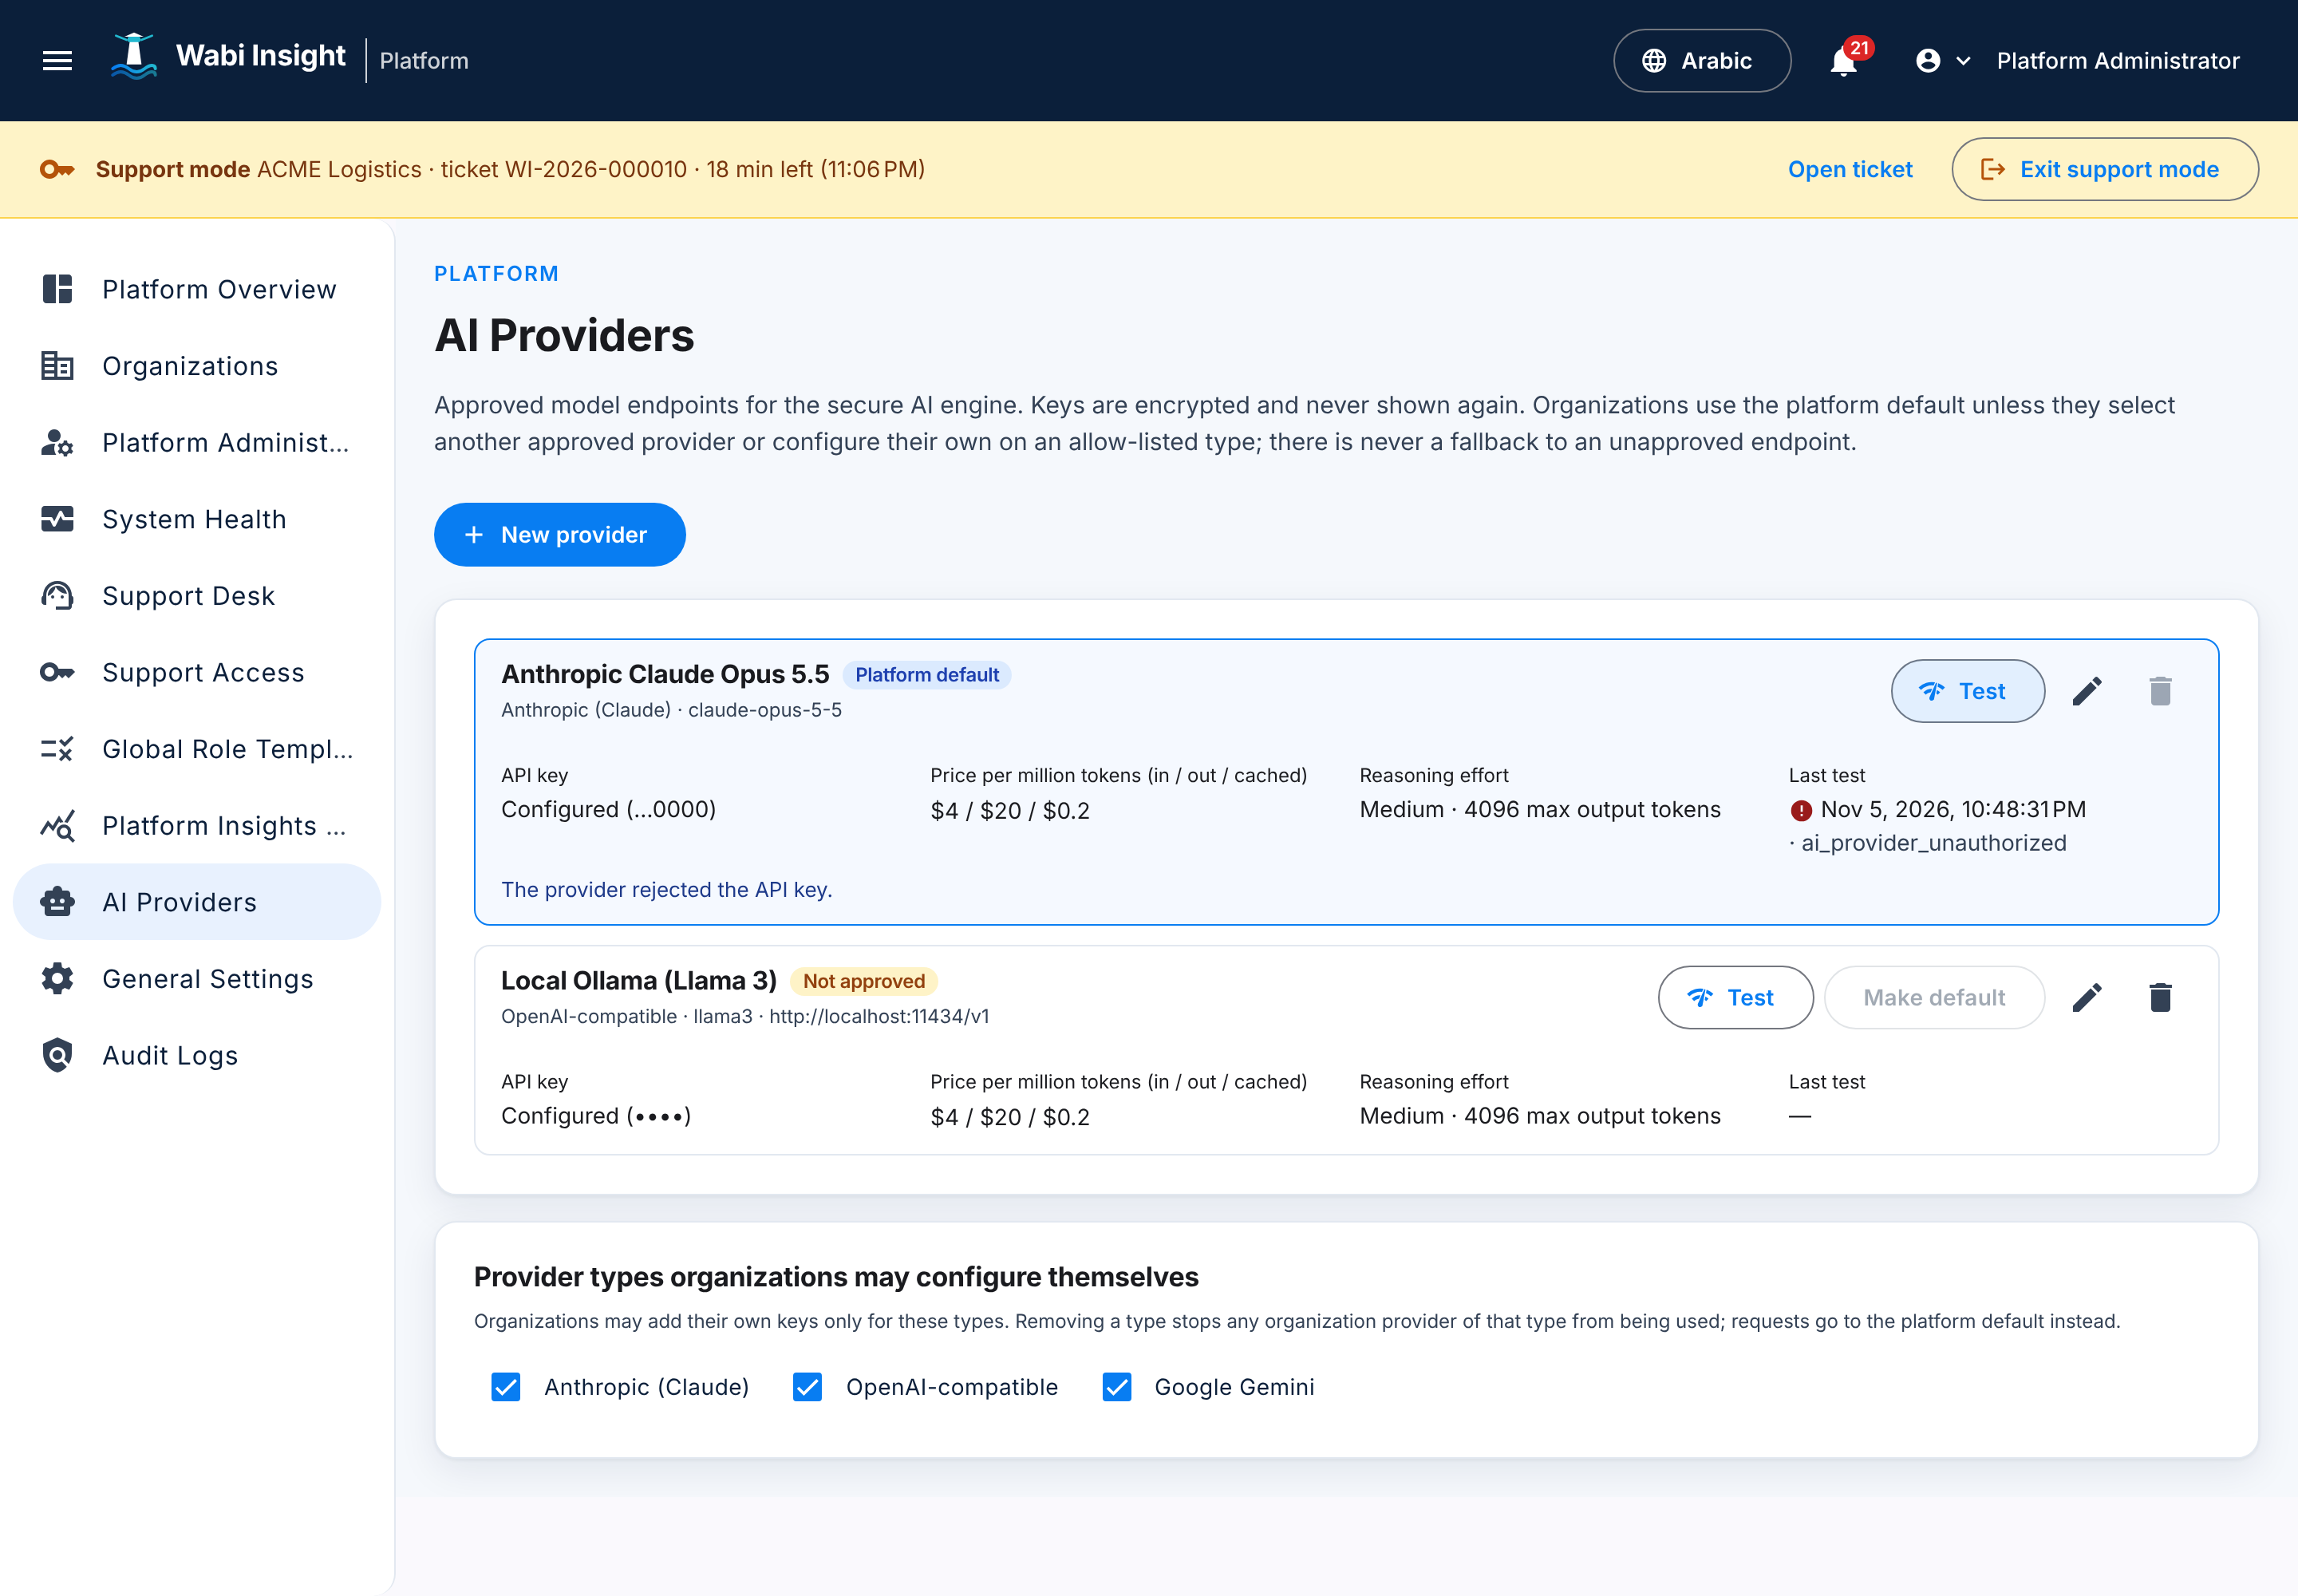 Wabi Insight
Platform
Arabic
21
Platform Administrator
Support mode ACME Logistics · ticket WI-2026-000010 · 18 min left (11:06 PM)
Open ticket
Exit support mode
Platform Overview
Organizations
Platform Administ...
System Health
Support Desk
Support Access
Global Role Templ...
Platform Insights ...
AI Providers
General Settings
Audit Logs
PLATFORM
AI Providers
Approved model endpoints for the secure AI engine. Keys are encrypted and never shown again. Organizations use the platform default unless they select
another approved provider or configure their own on an allow-listed type; there is never a fallback to an unapproved endpoint.
+ New provider
Anthropic Claude Opus 5.5 Platform default
Anthropic (Claude) · claude-opus-5-5
Test
API key
Configured (…0000)
Price per million tokens (in / out / cached)
$4 / $20 / $0.2
Reasoning effort
Medium · 4096 max output tokens
Last test
Nov 5, 2026, 10:48:31 PM
· ai_provider_unauthorized
The provider rejected the API key.
Local Ollama (Llama 3) Not approved
OpenAI-compatible · llama3 · http://localhost:11434/v1
Test
Make default
API key
Configured (••••)
Price per million tokens (in / out / cached)
$4 / $20 / $0.2
Reasoning effort
Medium · 4096 max output tokens
Last test
—
Provider types organizations may configure themselves
Organizations may add their own keys only for these types. Removing a type stops any organization provider of that type from being used; requests go to the platform default instead.
Anthropic (Claude)
OpenAI-compatible
Google Gemini